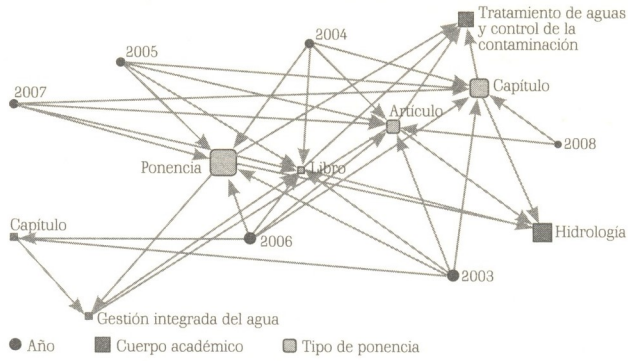 Tratamiento de aguas
y control de la
contaminación
2004
2005
Capítulo
2007
Artículo
2008
Ponencia
Libro
Capítulo
Hidrología
2006
2003
Gestión integrada del agua
Año
Cuerpo académico
Tipo de ponencia